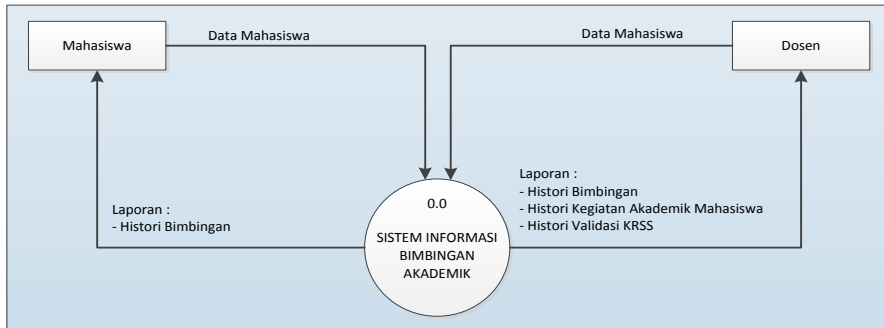 Mahasiswa
Data Mahasiswa
Data Mahasiswa
Dosen
Laporan :
- Histori Bimbingan
0.0
SISTEM INFORMASI
BIMBINGAN
AKADEMIK
Laporan :
- Histori Bimbingan
- Histori Kegiatan Akademik Mahasiswa
- Histori Validasi KRSS